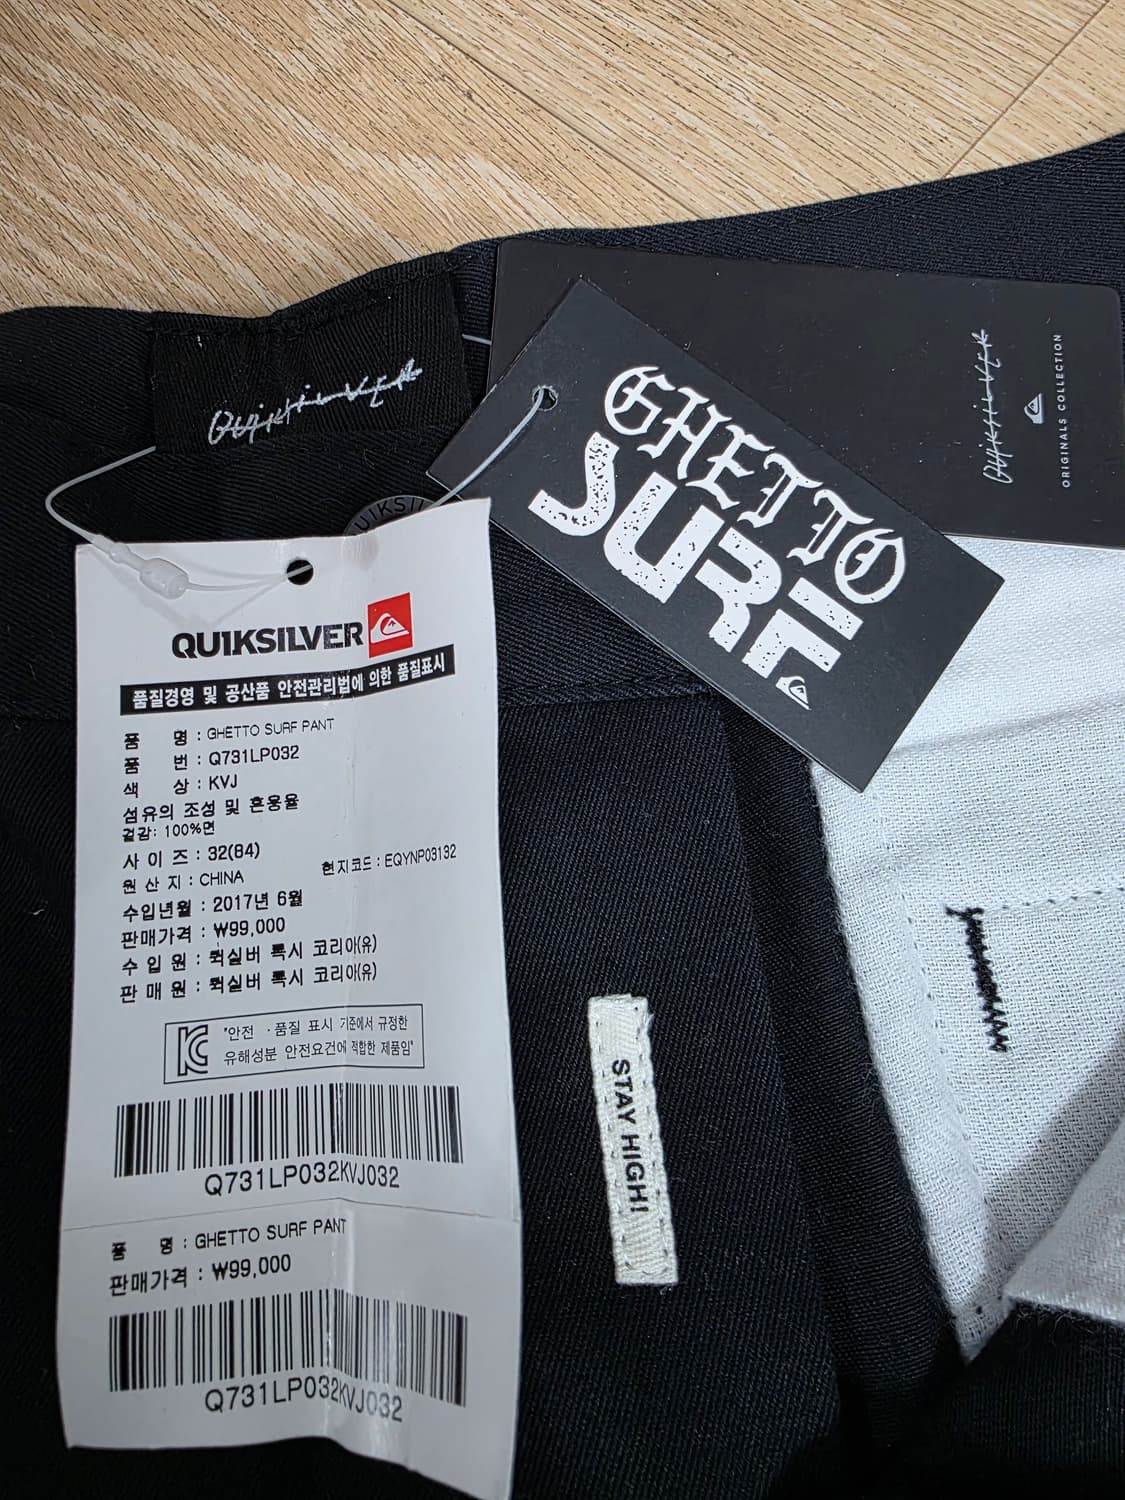 QUIKSILVER
QUIKSILVER
ORIGINALS COLLECTION
GHETTO
SURF
UIKSIL
QUIKSILVER
품질경영 및 공산품 안전관리법에 의한 품질표시
품 명 : GHETTO SURF PANT
품 번 : Q731LP032
색 상 : KVJ
섬유의 조성 및 혼용율
겉감: 100%면
사 이 즈 : 32(84)
원 산 지 : CHINA 현지코드 : EQYNP03132
수입년월 : 2017년 6월
판매가격 : ₩99,000
수 입 원 : 퀵실버 록시 코리아(유)
판 매 원 : 퀵실버 록시 코리아(유)
"안전 · 품질 표시 기준에서 규정한
유해성분 안전요건에 적합한 제품임"
Q731LP032KVJ032
품 명 : GHETTO SURF PANT
판매가격 : ₩99,000
Q731LP032KVJ032
STAY HIGH!